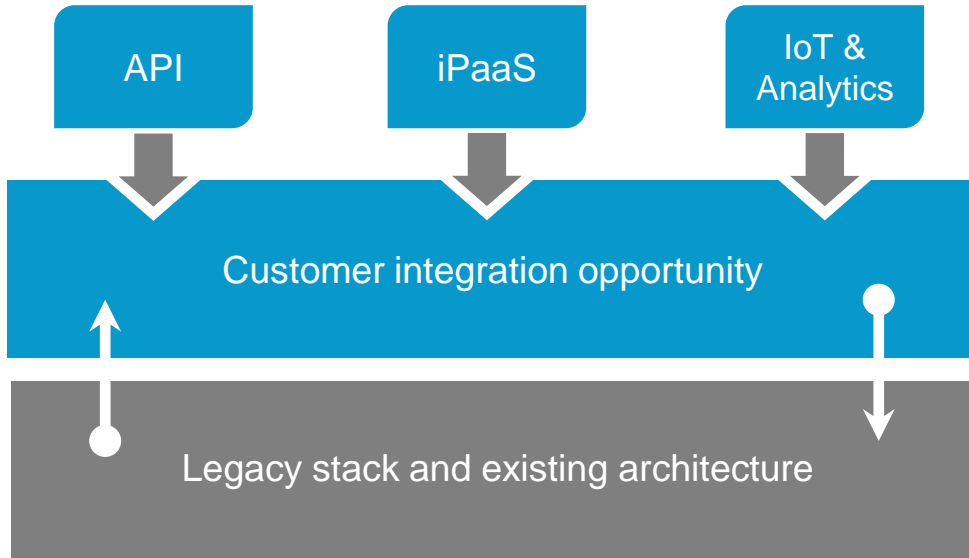 API
iPaaS
IoT &
Analytics
Customer integration opportunity
Legacy stack and existing architecture